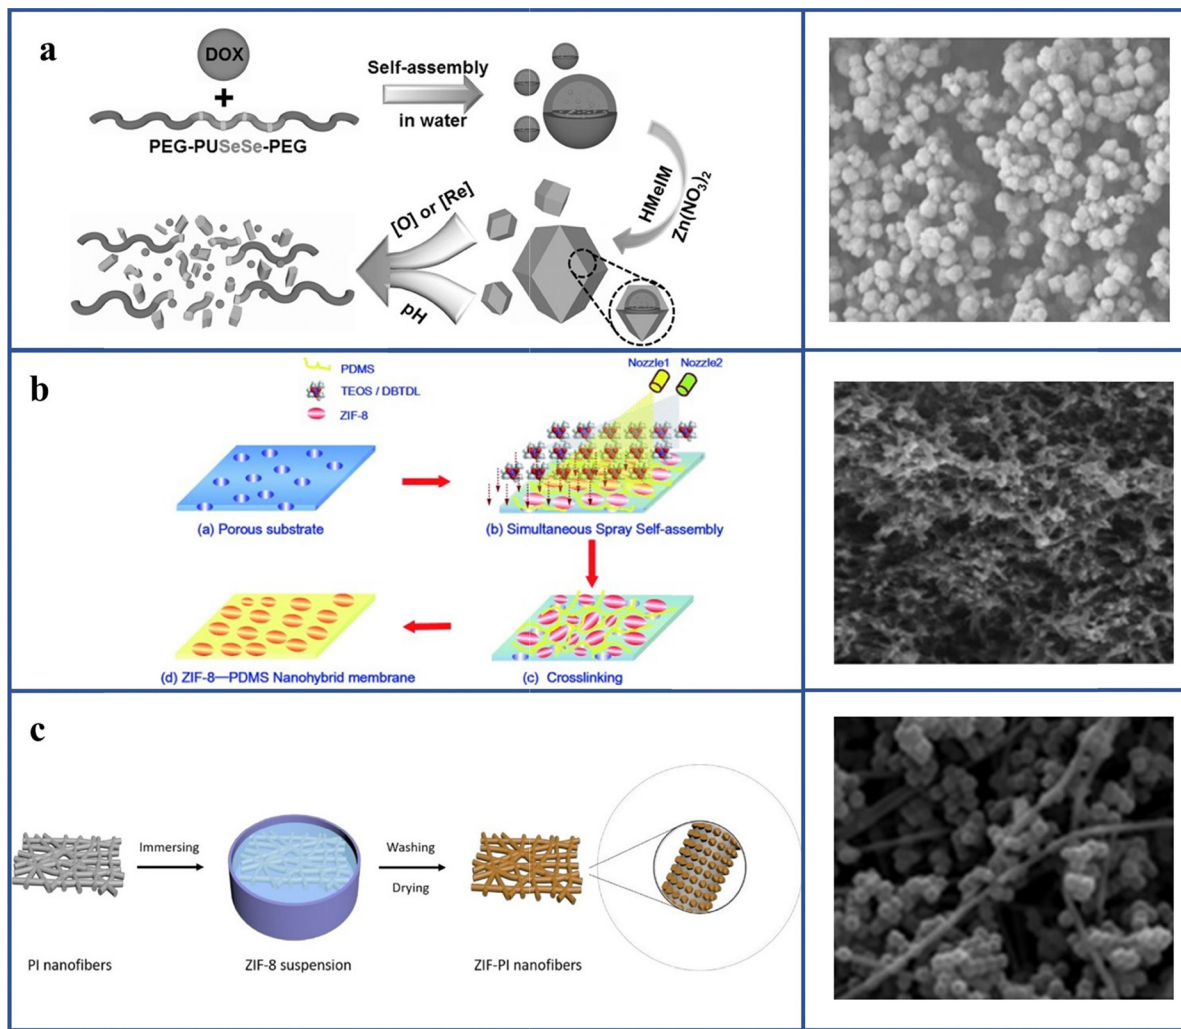 a
DOX
+
PEG-PUSeSe-PEG
Self-assembly
in water
HMeIM
Zn(NO3)2
[O] or [Re]
pH
b
PDMS
TEOS / DBTDL
ZIF-8
Nozzle1
Nozzle2
(a) Porous substrate
(b) Simultaneous Spray Self-assembly
(d) ZIF-8—PDMS Nanohybrid membrane
(c) Crosslinking
c
Immersing
Washing
Drying
PI nanofibers
ZIF-8 suspension
ZIF-PI nanofibers